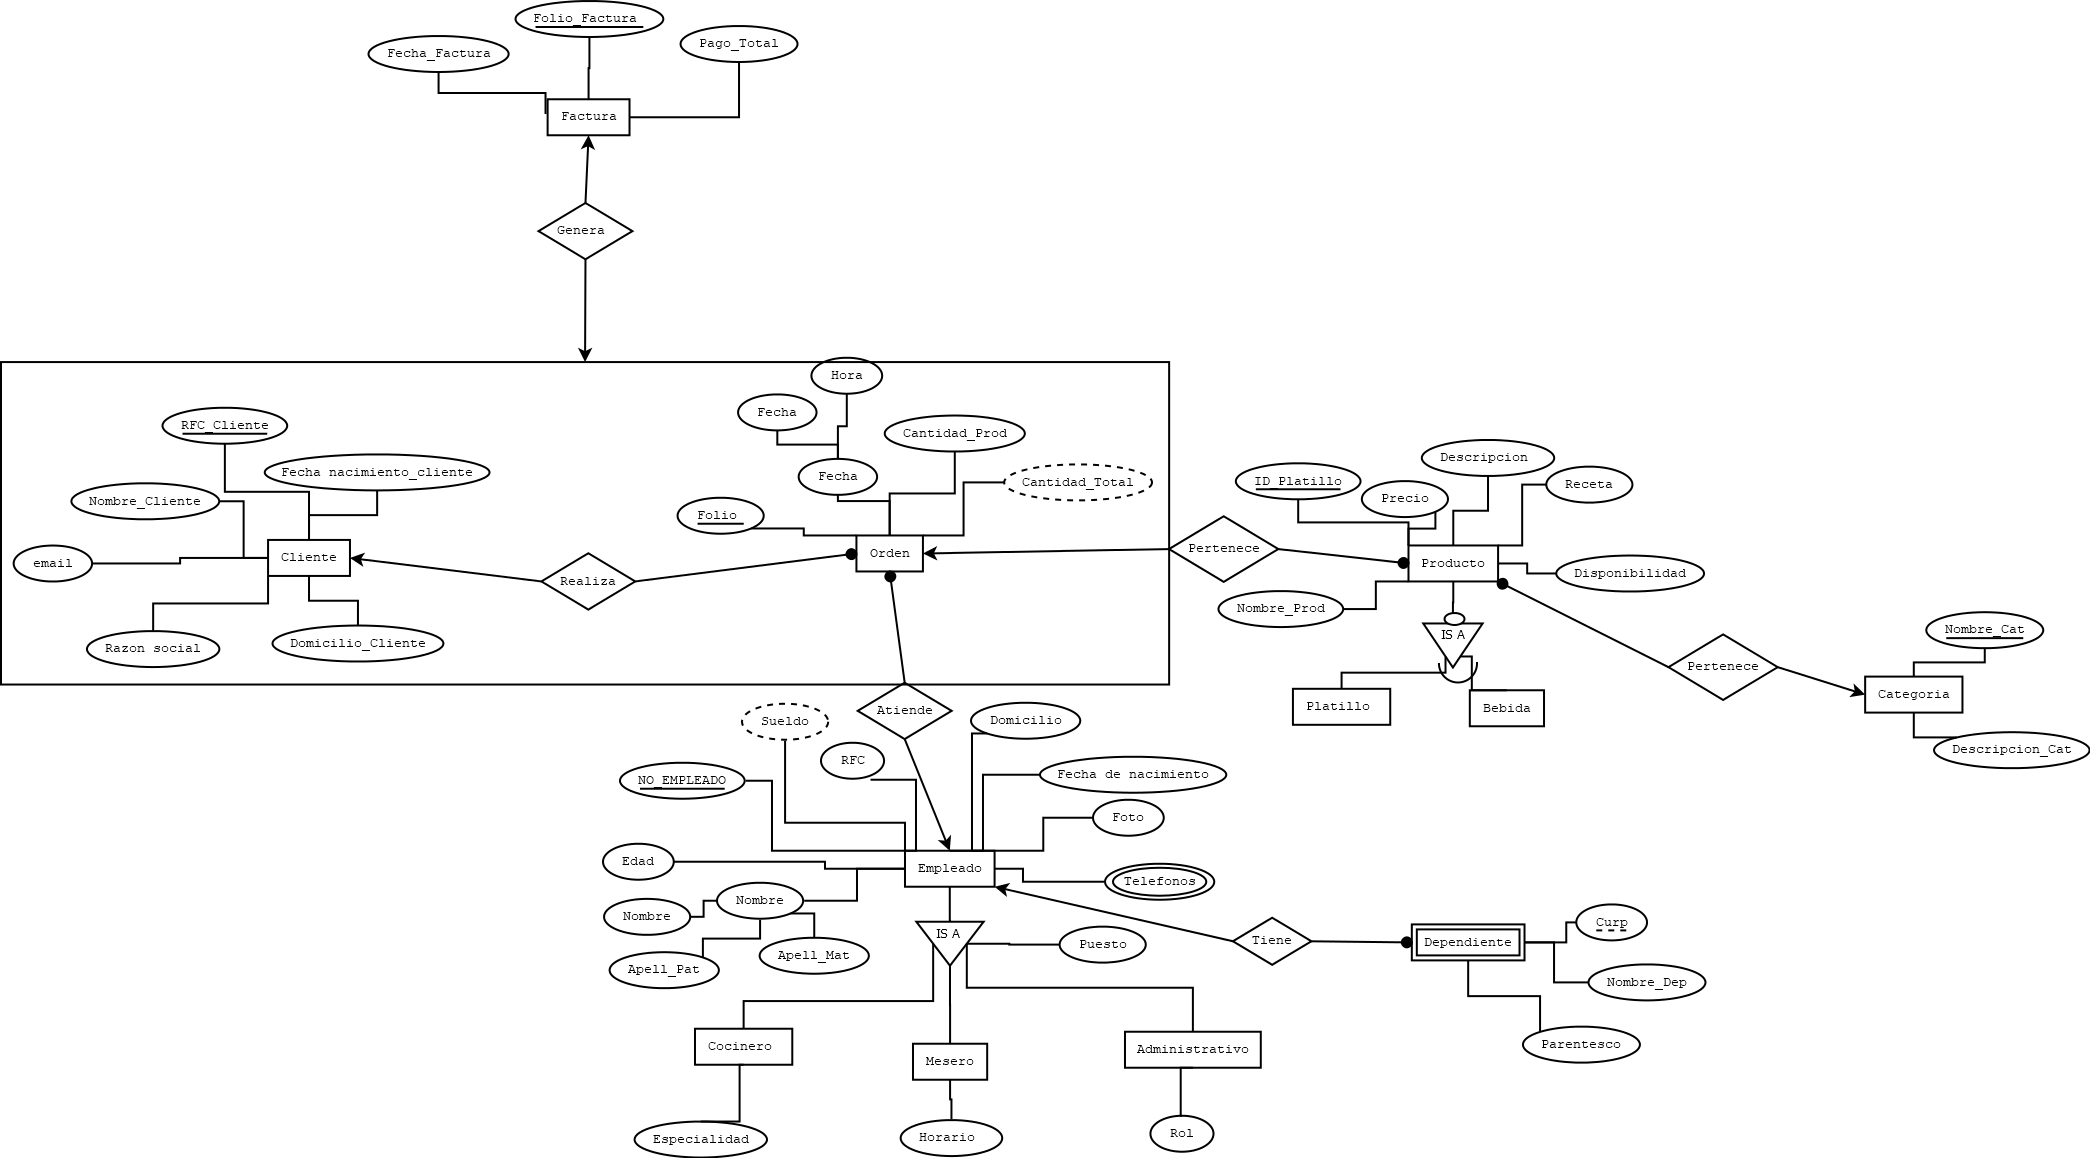 Folio_Factura
Fecha_Factura
Pago_Total
Factura
Genera
Hora
Fecha
RFC_Cliente
Cantidad_Prod
Fecha nacimiento_cliente
Fecha
Cantidad_Total
Nombre_Cliente
Folio
Cliente
Orden
email
Realiza
Razon social
Domicilio_Cliente
Descripcion
ID_Platillo
Precio
Receta
Pertenece
Producto
Disponibilidad
Nombre_Prod
IS A
Nombre_Cat
Pertenece
Categoria
Platillo
Bebida
Descripcion_Cat
Atiende
Sueldo
Domicilio
RFC
NO_EMPLEADO
Fecha de nacimiento
Foto
Edad
Empleado
Telefonos
Nombre
Nombre
Apell_Pat
Apell_Mat
IS A
Puesto
Tiene
Dependiente
Curp
Nombre_Dep
Parentesco
Cocinero
Mesero
Administrativo
Especialidad
Horario
Rol